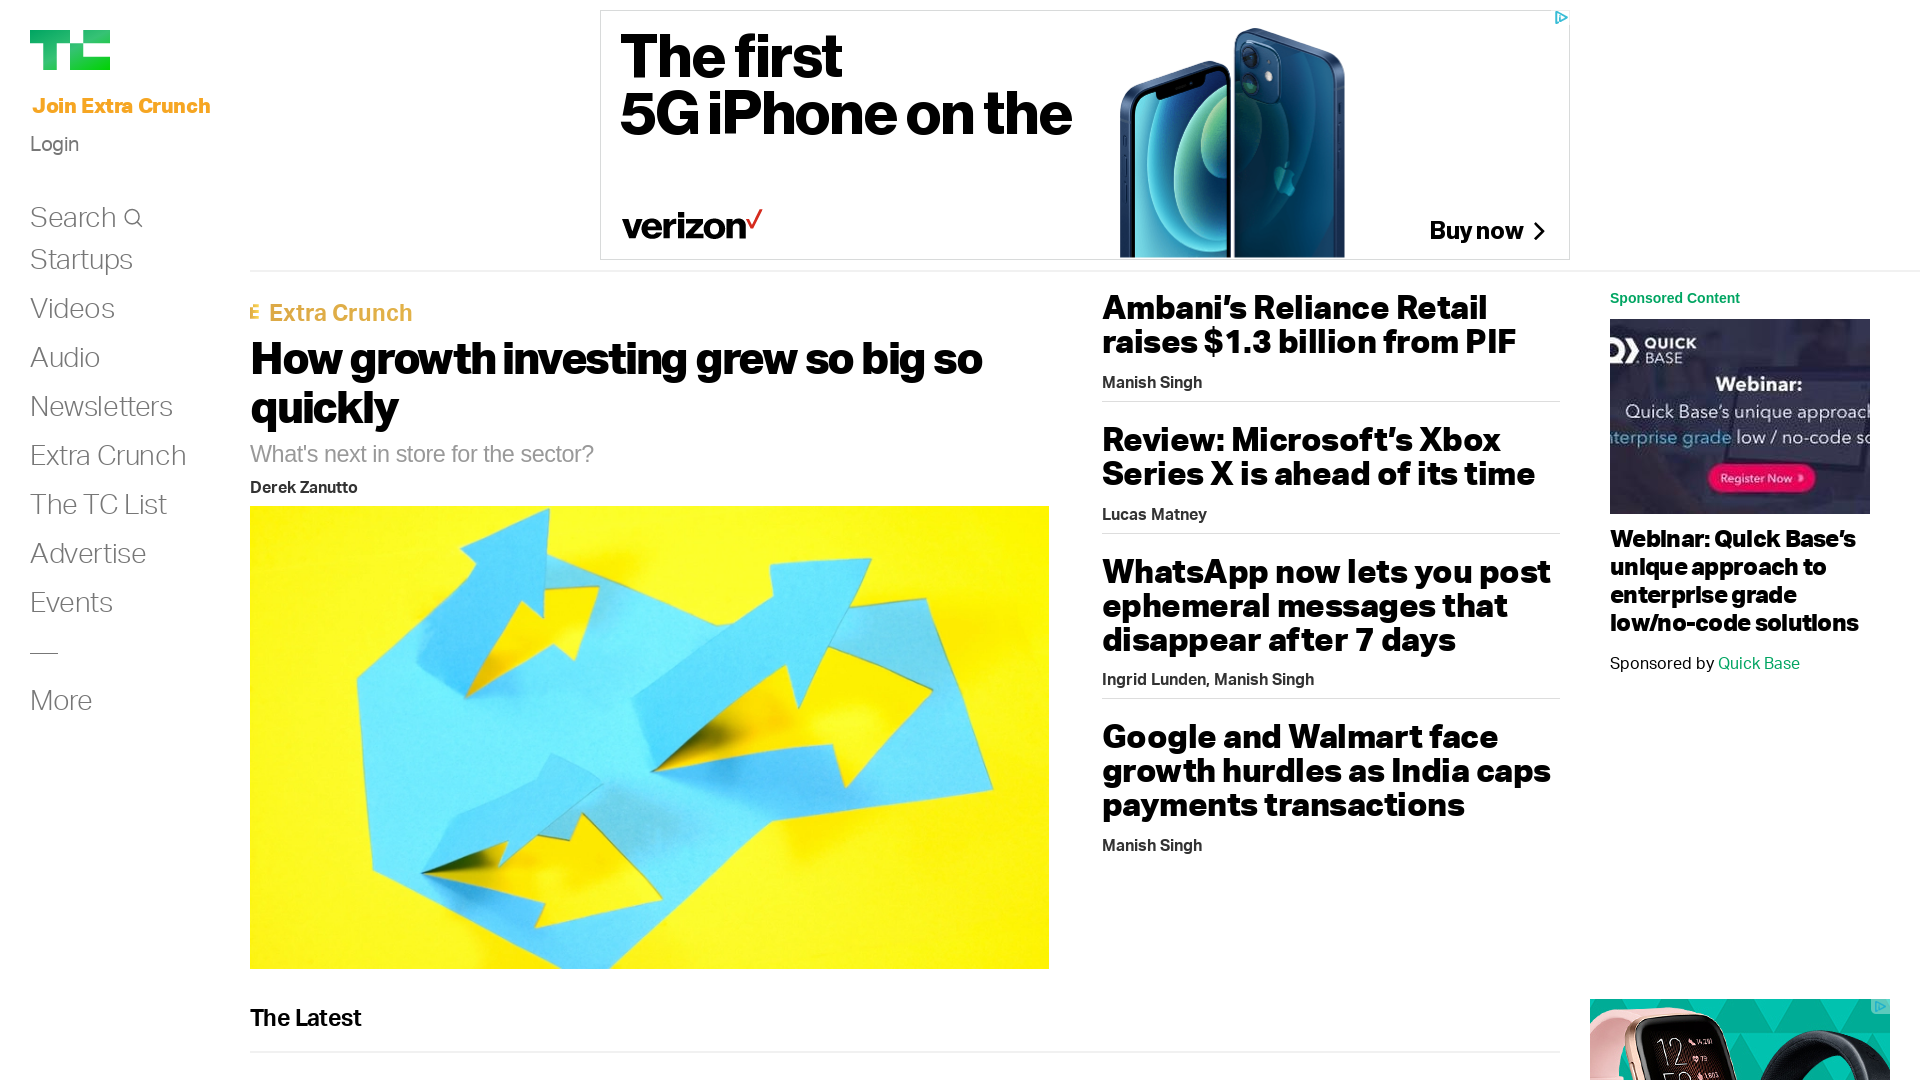 TC
Join Extra Crunch
Login
Search
Startups
Videos
Audio
Newsletters
Extra Crunch
The TC List
Advertise
Events
—
More
The first
5G iPhone on the
verizon✓
Buy now
Extra Crunch
How growth investing grew so big so
quickly
What's next in store for the sector?
Derek Zanutto
Ambani’s Reliance Retail
raises $1.3 billion from PIF
Manish Singh
Review: Microsoft’s Xbox
Series X is ahead of its time
Lucas Matney
WhatsApp now lets you post
ephemeral messages that
disappear after 7 days
Ingrid Lunden, Manish Singh
Google and Walmart face
growth hurdles as India caps
payments transactions
Manish Singh
Sponsored Content
QUICK
BASE
Webinar:
Quick Base’s unique approach
nterprise grade low / no-code so
Register Now
Webinar: Quick Base’s
unique approach to
enterprise grade
low/no-code solutions
Sponsored by Quick Base
The Latest
12